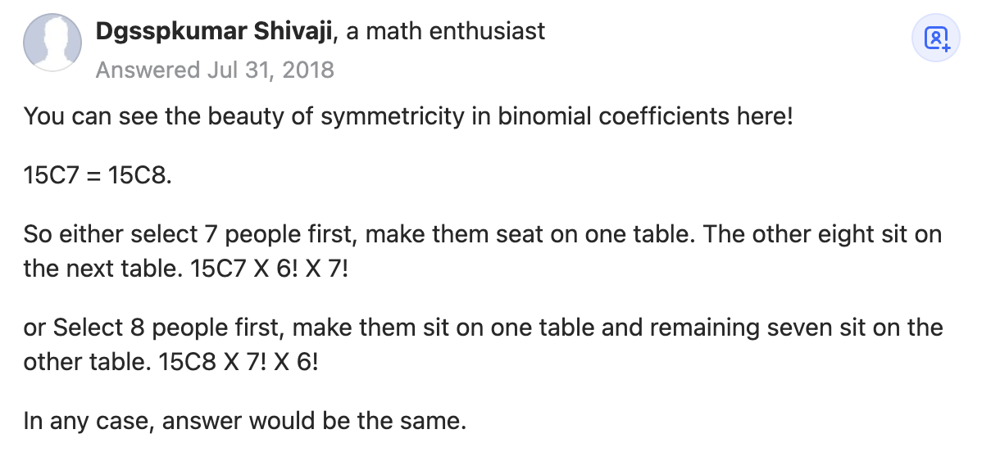 Dgsspkumar Shivaji, a math enthusiast
Answered Jul 31, 2018
You can see the beauty of symmetricity in binomial coefficients here!
15C7 = 15C8.
So either select 7 people first, make them seat on one table. The other eight sit on
the next table. 15C7 X 6! X 7!
or Select 8 people first, make them sit on one table and remaining seven sit on the
other table. 15C8 X 7! X 6!
In any case, answer would be the same.